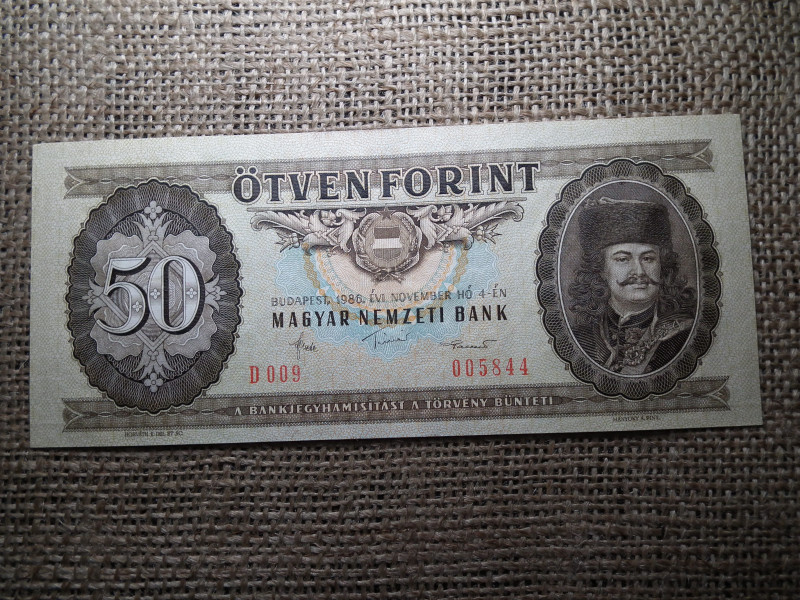 ÖTVEN FORINT
50
BUDAPEST, 1986. ÉVI NOVEMBER HÓ 4-ÉN
MAGYAR NEMZETI BANK
D 009 005844
A BANKJEGYHAMISÍTÁST A TÖRVÉNY BÜNTETI